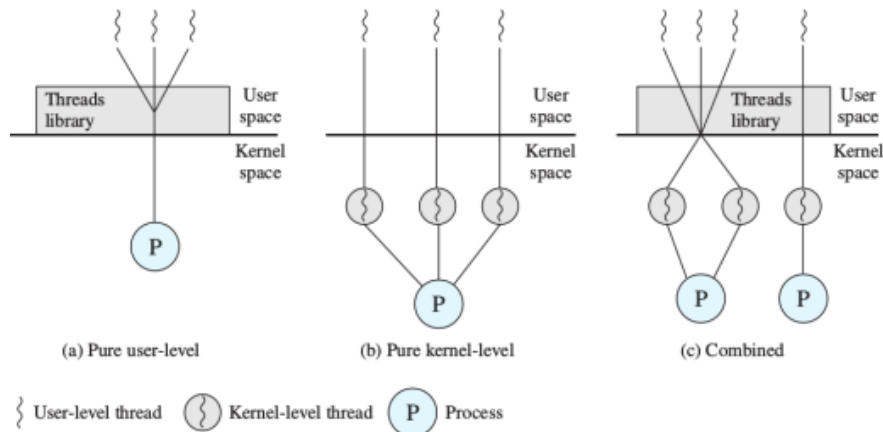 Threads
library
User
space
Kernel
space
P
(a) Pure user-level
User
space
Kernel
space
P
(b) Pure kernel-level
Threads
library
User
space
Kernel
space
P
P
(c) Combined
User-level thread
Kernel-level thread
P
Process